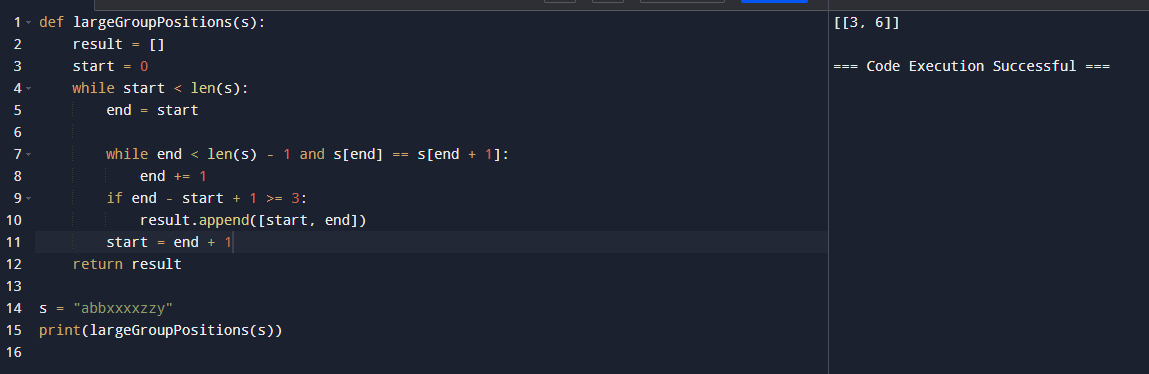 1 def largeGroupPositions(s):
2     result = []
3     start = 0
4     while start < len(s):
5         end = start
6
7         while end < len(s) - 1 and s[end] == s[end + 1]:
8             end += 1
9         if end - start + 1 >= 3:
10             result.append([start, end])
11         start = end + 1
12     return result
13
14 s = "abbxxxxzzy"
15 print(largeGroupPositions(s))
16
[[3, 6]]
=== Code Execution Successful ===